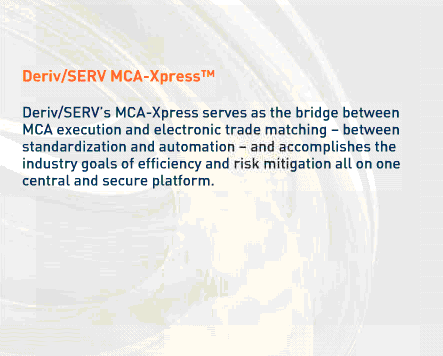 Deriv/SERV MCA-Xpress™
Deriv/SERV's MCA-Xpress serves as the bridge between
MCA execution and electronic trade matching – between
standardization and automation – and accomplishes the
industry goals of efficiency and risk mitigation all on one
central and secure platform.